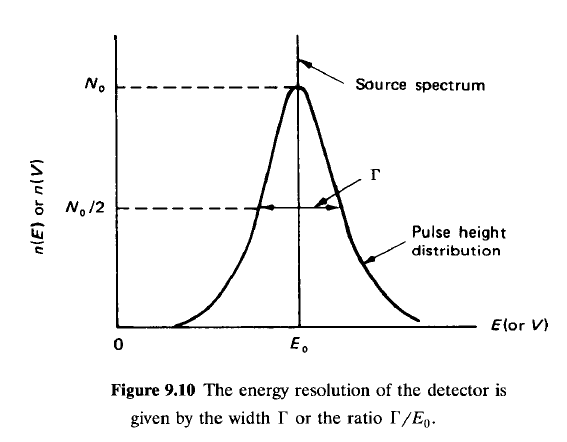 N₀
Source spectrum
Γ
n(E) or n(V)
N₀/2
Pulse height
distribution
E(or V)
0
E₀
Figure 9.10 The energy resolution of the detector is
given by the width Γ or the ratio Γ/E₀.